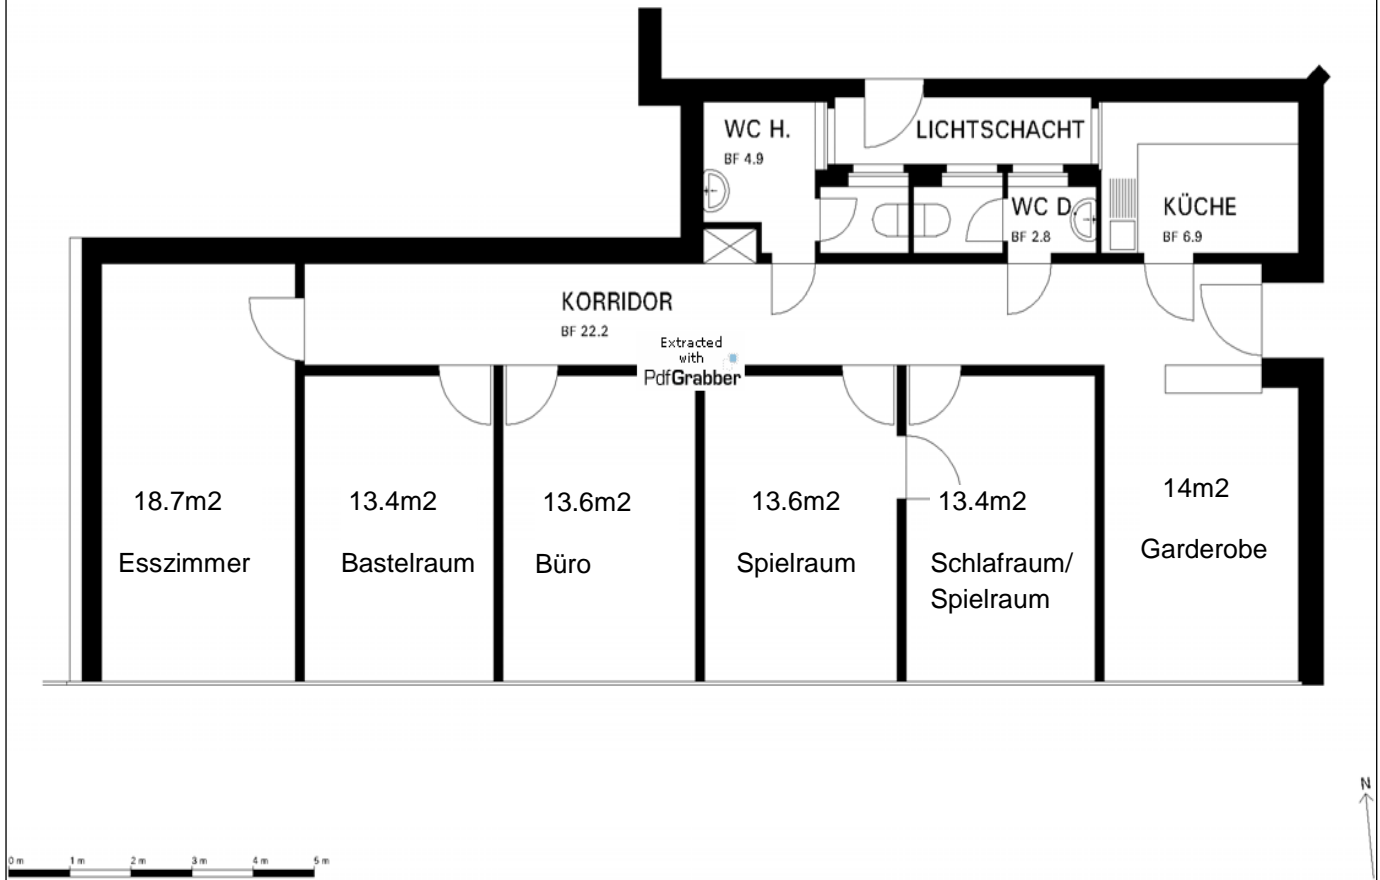 WC H.
BF 4.9
LICHTSCHACHT
WC D.
BF 2.8
KÜCHE
BF 6.9
KORRIDOR
BF 22.2
Extracted
with
PdfGrabber
18.7m2
Esszimmer
13.4m2
Bastelraum
13.6m2
Büro
13.6m2
Spielraum
13.4m2
Schlafraum/
Spielraum
14m2
Garderobe
N
0 m 1 m 2 m 3 m 4 m 5 m